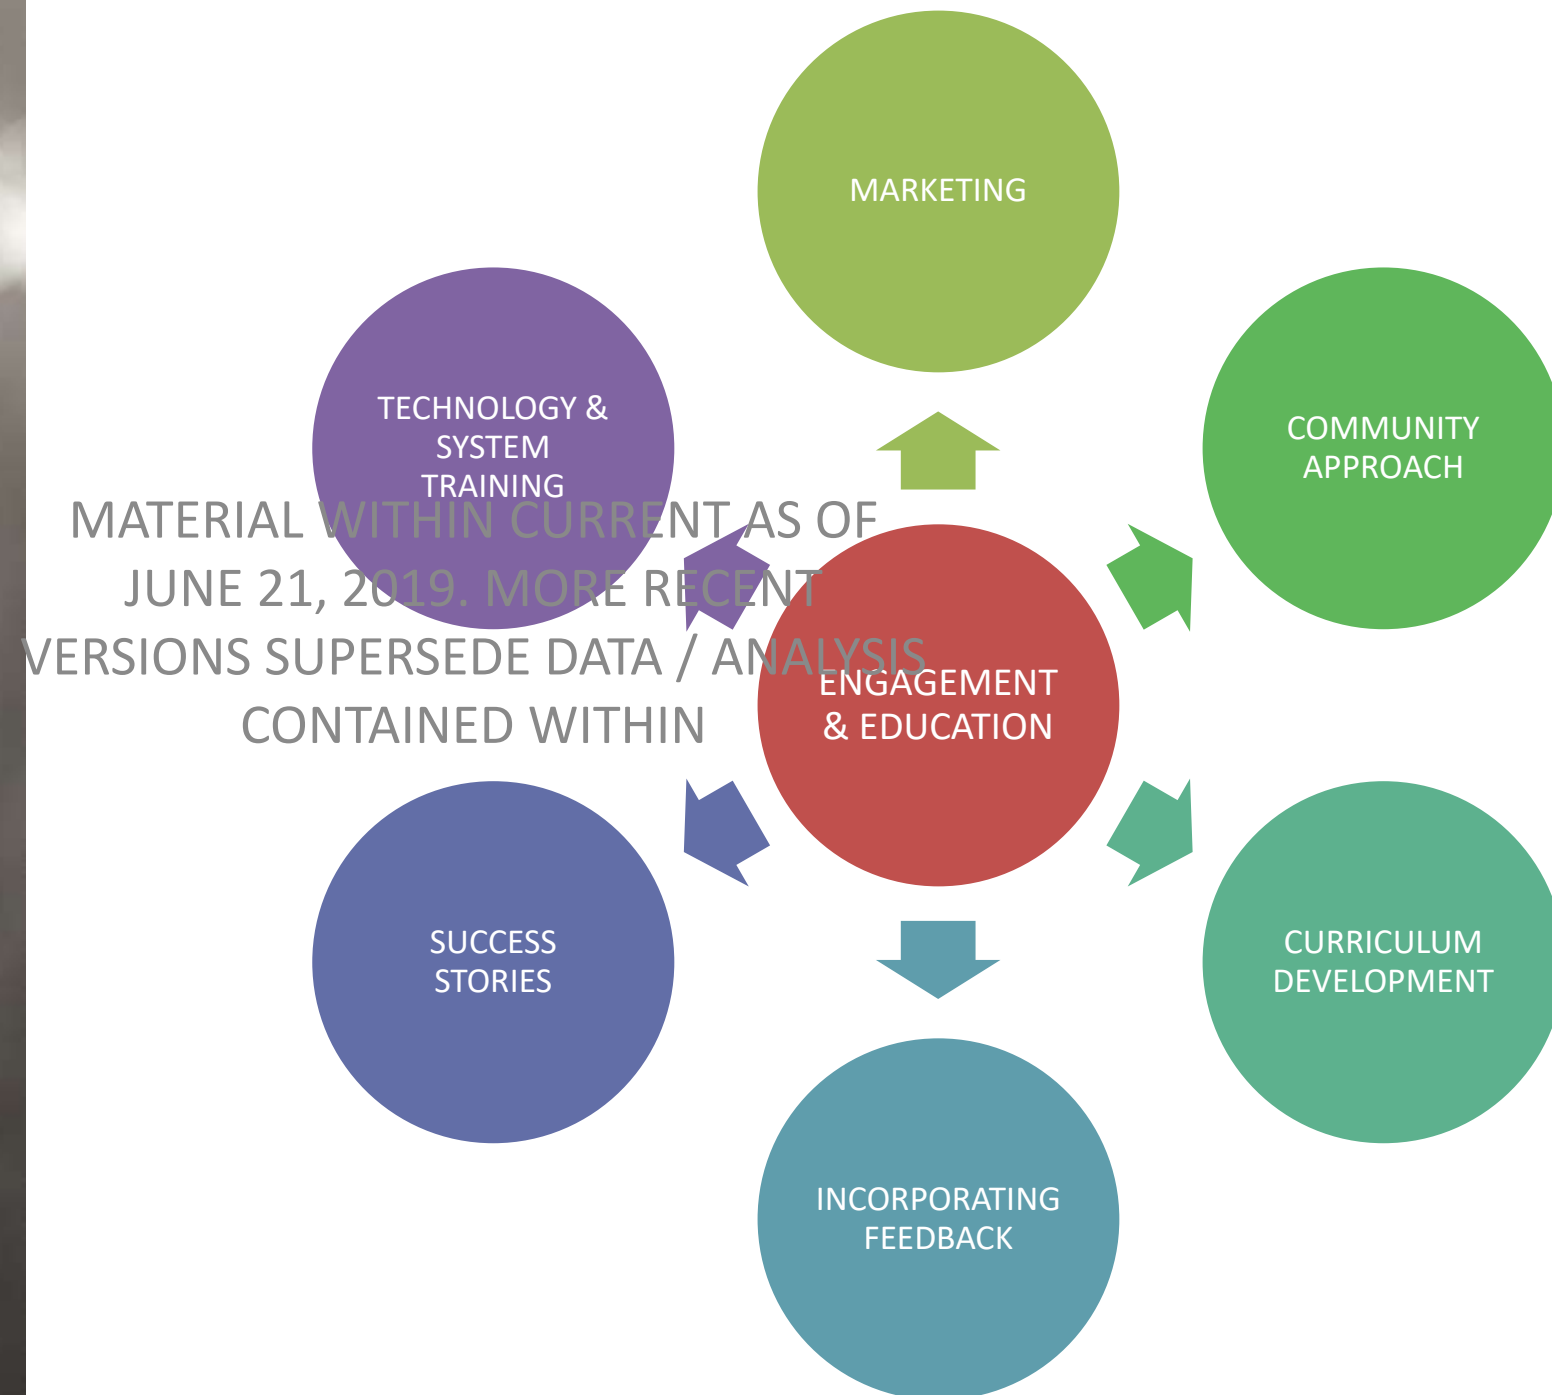 MARKETING
TECHNOLOGY &
SYSTEM
TRAINING
COMMUNITY
APPROACH
MATERIAL WITHIN CURRENT AS OF
JUNE 21, 2019. MORE RECENT
VERSIONS SUPERSEDE DATA / ANALYSIS
CONTAINED WITHIN
ENGAGEMENT
& EDUCATION
SUCCESS
STORIES
CURRICULUM
DEVELOPMENT
INCORPORATING
FEEDBACK